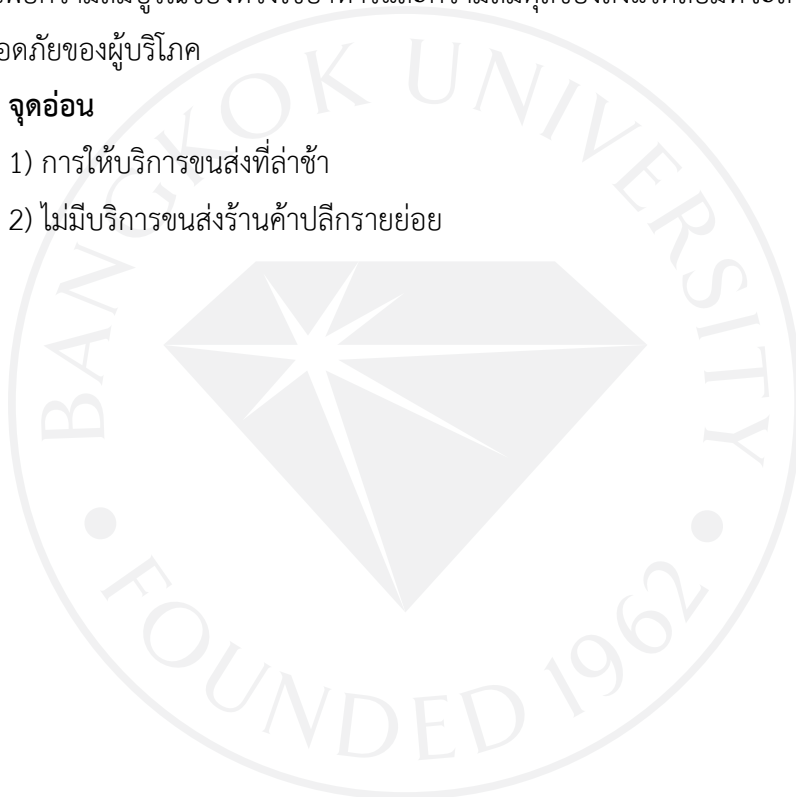 อดภัยของผู้บริโภค
จุดอ่อน
1) การให้บริการขนส่งที่ล่าช้า
2) ไม่มีบริการขนส่งร้านค้าปลีกรายย่อย
BANGKOK UNIVERSITY
FOUNDED 1962